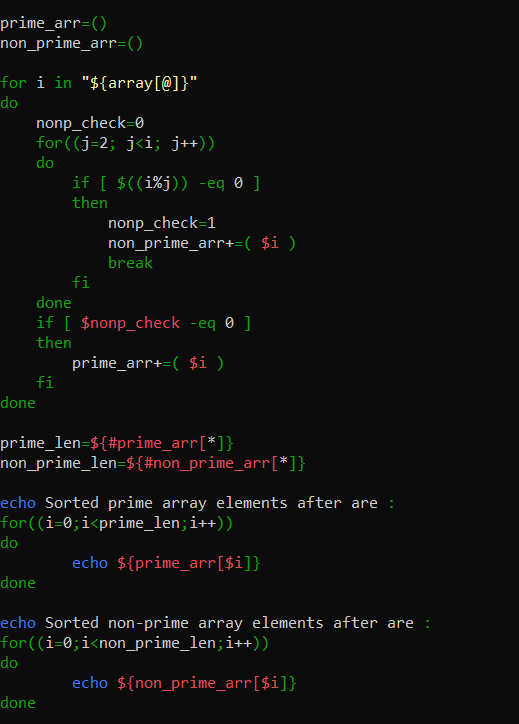 prime_arr=()
non_prime_arr=()

for i in "${array[@]}"
do
    nonp_check=0
    for((j=2; j<i; j++))
    do
        if [ $((i%j)) -eq 0 ]
        then
            nonp_check=1
            non_prime_arr+=( $i )
            break
        fi
    done
    if [ $nonp_check -eq 0 ]
    then
        prime_arr+=( $i )
    fi
done

prime_len=${#prime_arr[*]}
non_prime_len=${#non_prime_arr[*]}

echo Sorted prime array elements after are :
for((i=0;i<prime_len;i++))
do
        echo ${prime_arr[$i]}
done

echo Sorted non-prime array elements after are :
for((i=0;i<non_prime_len;i++))
do
        echo ${non_prime_arr[$i]}
done